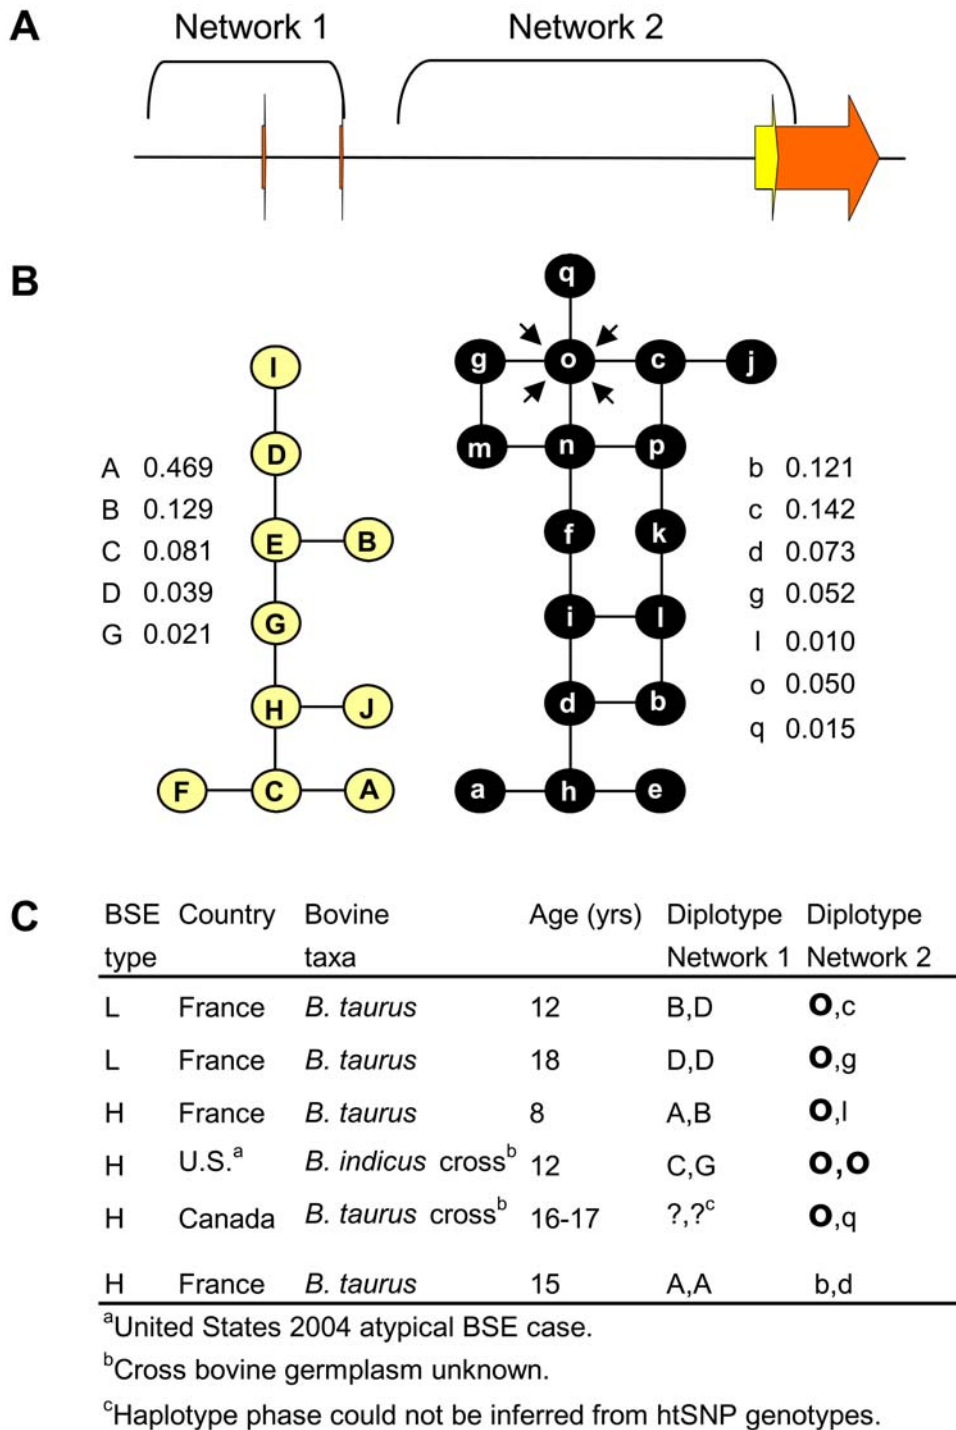 A
Network 1 Network 2
B
q
g o c j
I
m n p
D
A 0.469
B 0.129
C 0.081
D 0.039
G 0.021
b 0.121
c 0.142
d 0.073
g 0.052
l 0.010
o 0.050
q 0.015
E B
f k
G
i l
H J
d b
F C A
a h e
C
BSE type Country Bovine taxa Age (yrs) Diplotype Network 1 Diplotype Network 2
L France B. taurus 12 B,D o,c
L France B. taurus 18 D,D o,g
H France B. taurus 8 A,B o,l
H U.S.a B. indicus crossb 12 C,G o,o
H Canada B. taurus crossb 16-17 ?,?c o,q
H France B. taurus 15 A,A b,d
aUnited States 2004 atypical BSE case.
bCross bovine germplasm unknown.
cHaplotype phase could not be inferred from htSNP genotypes.